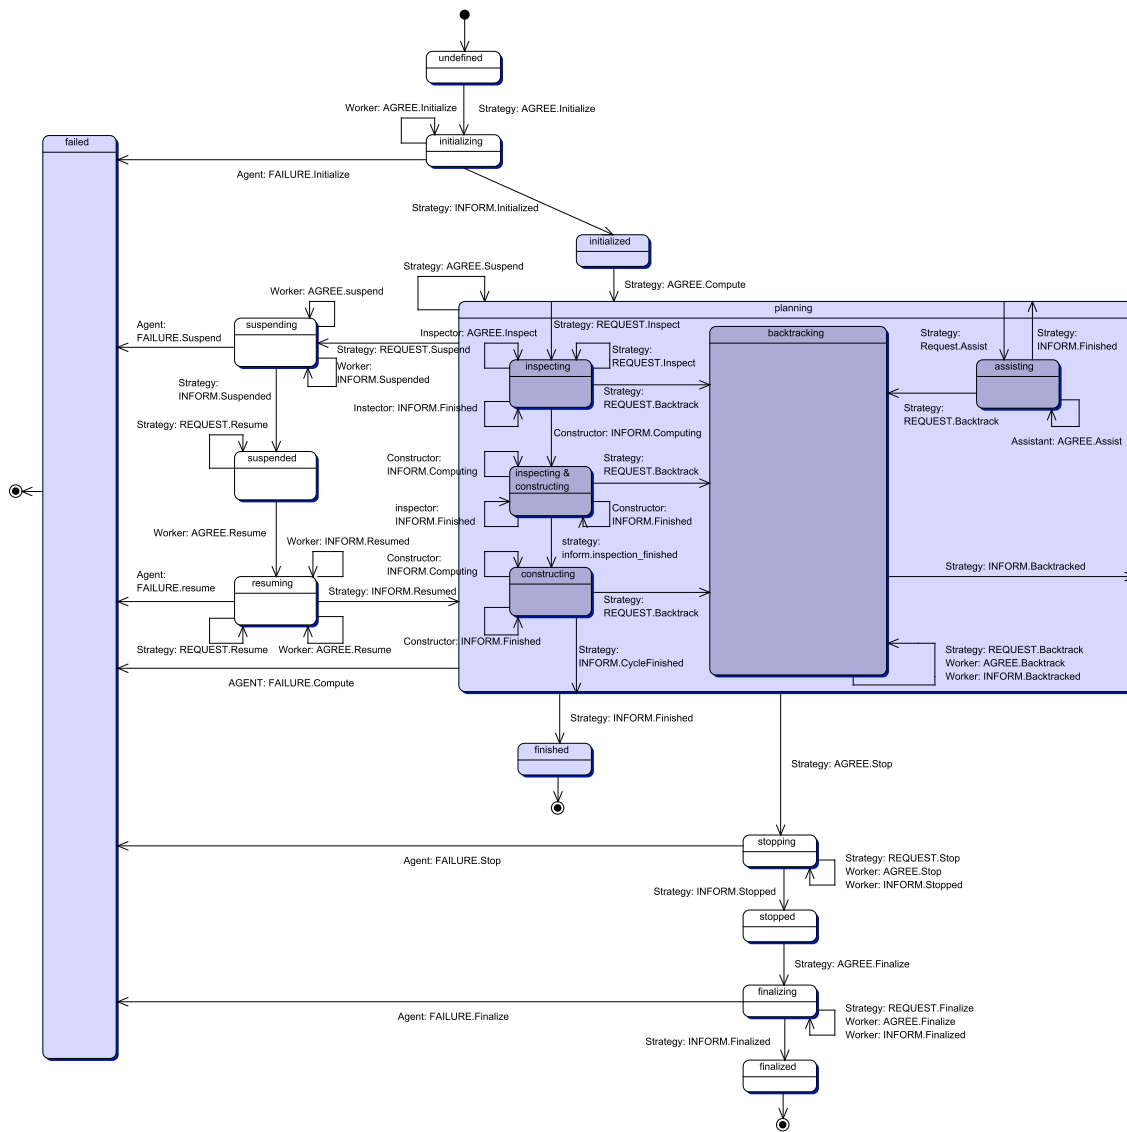 undefined
Worker: AGREE.Initialize
Strategy: AGREE.Initialize
failed
initializing
Agent: FAILURE.Initialize
Strategy: INFORM.Initialized
initialized
Strategy: AGREE.Suspend
Strategy: AGREE.Compute
Worker: AGREE.suspend
planning
suspending
Agent:
FAILURE.Suspend
Inspector: AGREE.Inspect
Strategy: REQUEST.Inspect
backtracking
Strategy:
Request.Assist
Strategy:
INFORM.Finished
Strategy: REQUEST.Suspend
Strategy:
REQUEST.Inspect
Worker:
INFORM.Suspended
inspecting
assisting
Strategy:
INFORM.Suspended
Strategy:
REQUEST.Backtrack
Strategy:
REQUEST.Backtrack
Instector: INFORM.Finished
Strategy: REQUEST.Resume
Constructor: INFORM.Computing
Assistant: AGREE.Assist
suspended
Constructor:
INFORM.Computing
inspecting &
constructing
Strategy:
REQUEST.Backtrack
inspector:
INFORM.Finished
Constructor:
INFORM.Finished
Worker: AGREE.Resume
Worker: INFORM.Resumed
strategy:
inform.inspection_finished
Constructor:
INFORM.Computing
Agent:
FAILURE.resume
resuming
constructing
Strategy: INFORM.Backtracked
Strategy: INFORM.Resumed
Strategy:
REQUEST.Backtrack
Strategy: REQUEST.Resume
Worker: AGREE.Resume
Constructor: INFORM.Finished
Strategy:
INFORM.CycleFinished
Strategy: REQUEST.Backtrack
Worker: AGREE.Backtrack
Worker: INFORM.Backtracked
AGENT: FAILURE.Compute
Strategy: INFORM.Finished
finished
Strategy: AGREE.Stop
stopping
Agent: FAILURE.Stop
Strategy: REQUEST.Stop
Worker: AGREE.Stop
Worker: INFORM.Stopped
Strategy: INFORM.Stopped
stopped
Strategy: AGREE.Finalize
finalizing
Agent: FAILURE.Finalize
Strategy: REQUEST.Finalize
Worker: AGREE.Finalize
Worker: INFORM.Finalized
Strategy: INFORM.Finalized
finalized